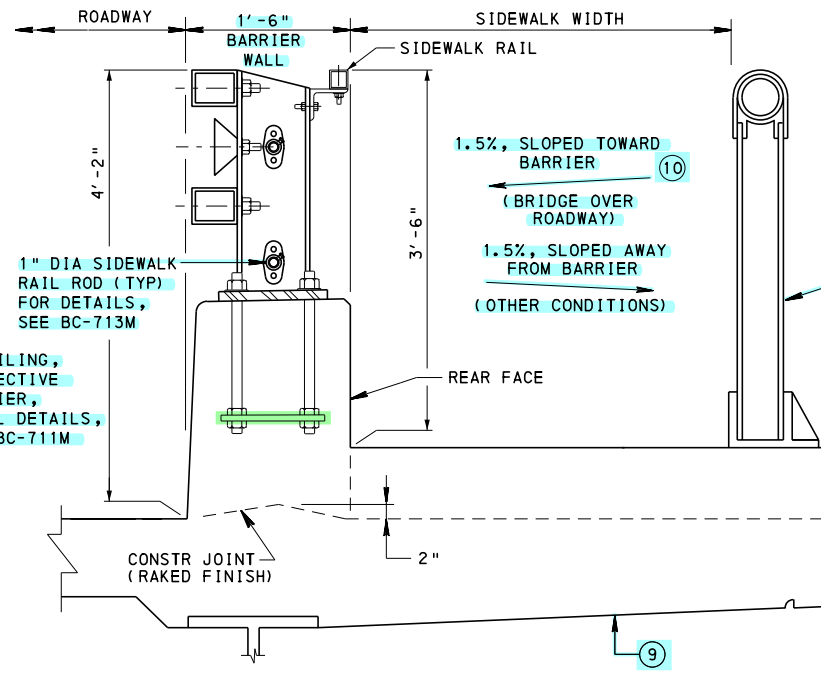 ROADWAY
1'-6"
BARRIER
WALL
SIDEWALK WIDTH
SIDEWALK RAIL
4'-2"
3'-6"
1.5%, SLOPED TOWARD
BARRIER
10
(BRIDGE OVER
ROADWAY)
1.5%, SLOPED AWAY
FROM BARRIER
(OTHER CONDITIONS)
1" DIA SIDEWALK
RAIL ROD (TYP)
FOR DETAILS,
SEE BC-713M
ILING,
ECTIVE
IER,
L DETAILS,
BC-711M
REAR FACE
CONSTR JOINT
(RAKED FINISH)
2"
9